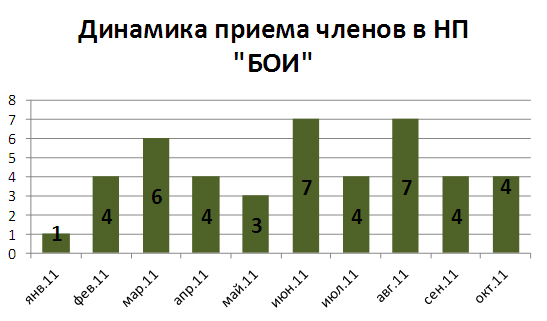 Динамика приема членов в НП
"БОИ"
8
7
6
5
4
3
2
1
0
1
4
6
4
3
7
4
7
4
4
янв.11
фев.11
мар.11
апр.11
май.11
июн.11
июл.11
авг.11
сен.11
окт.11